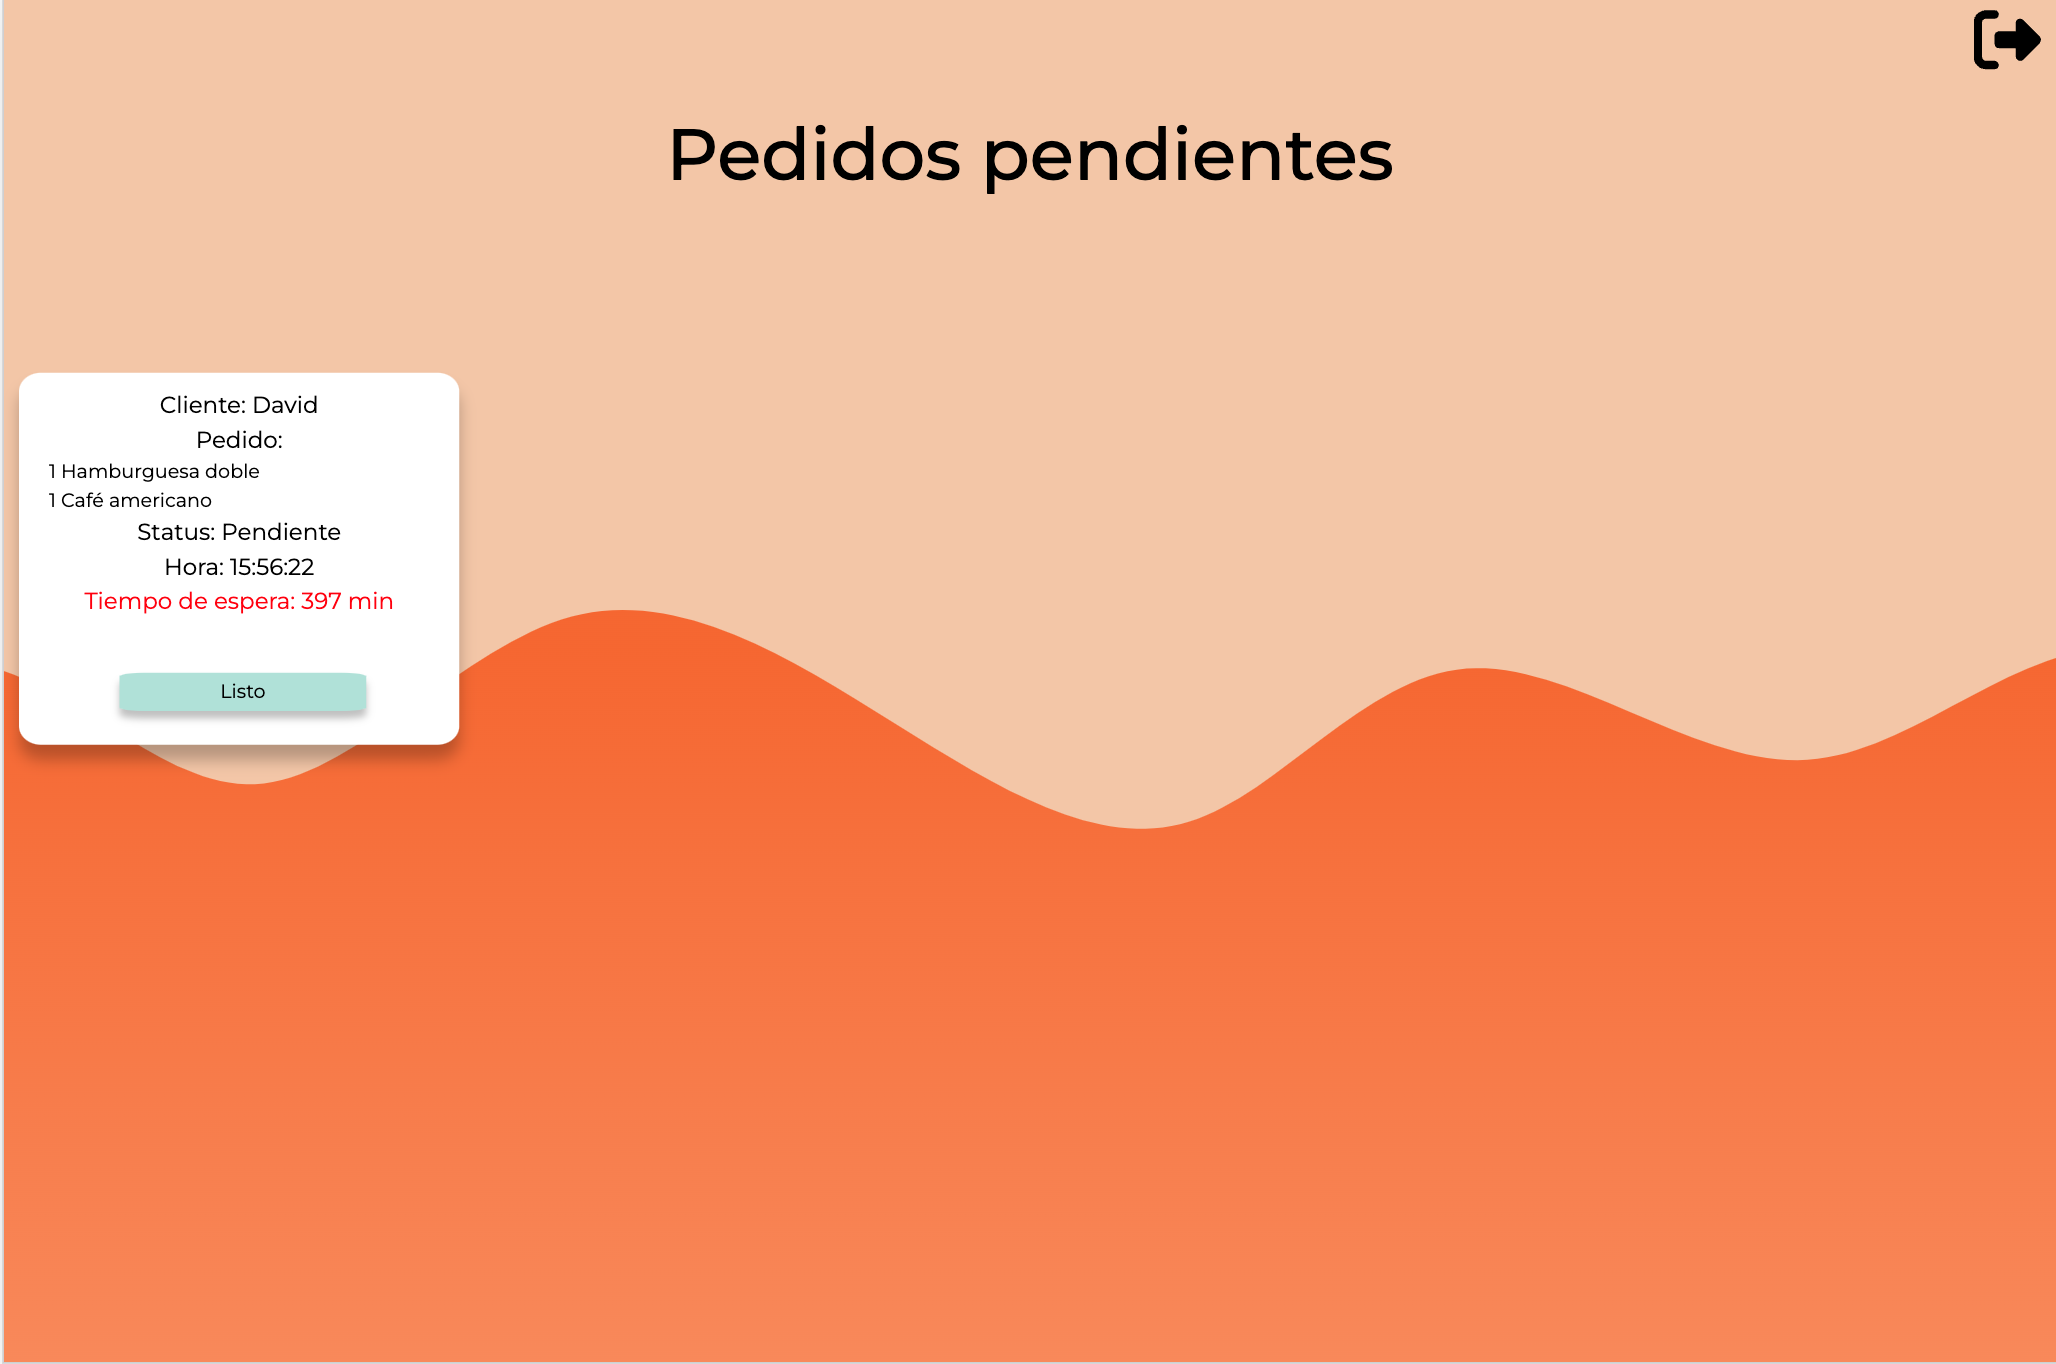 Pedidos pendientes
Cliente: David
Pedido:
1 Hamburguesa doble
1 Café americano
Status: Pendiente
Hora: 15:56:22
Tiempo de espera: 397 min
Listo